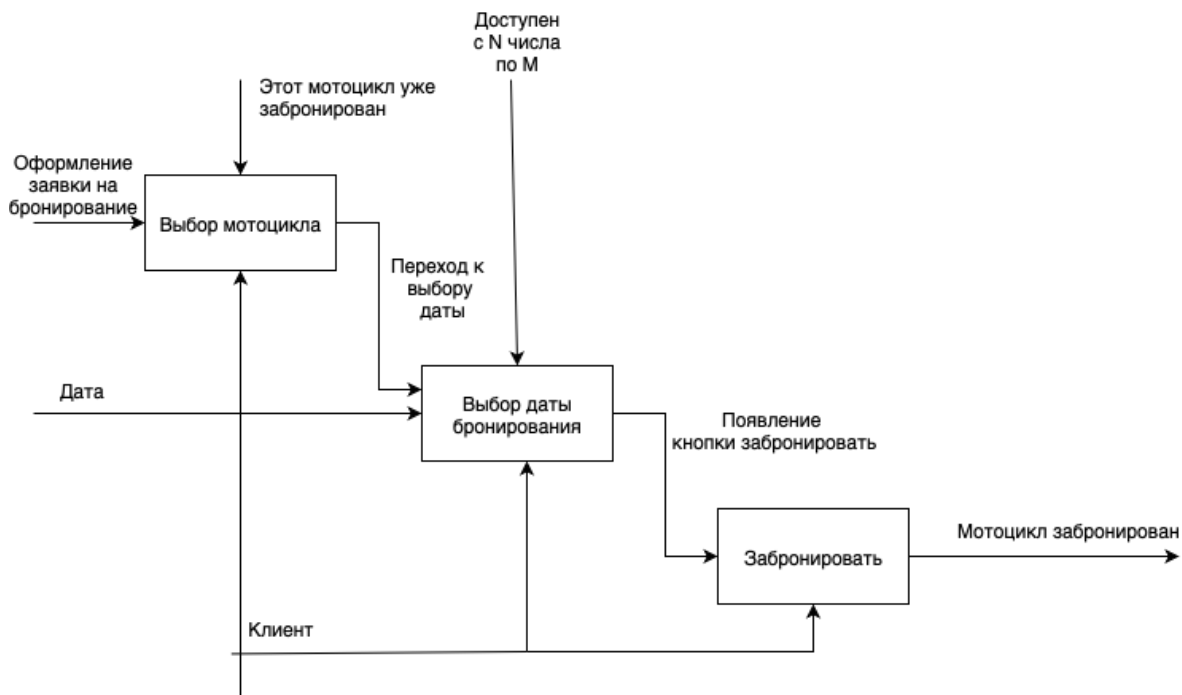 Доступен
с N числа
по M
Этот мотоцикл уже
забронирован
Оформление
заявки на
бронирование
Выбор мотоцикла
Переход к
выбору
даты
Дата
Выбор даты
бронирования
Появление
кнопки забронировать
Забронировать
Мотоцикл забронирован
Клиент